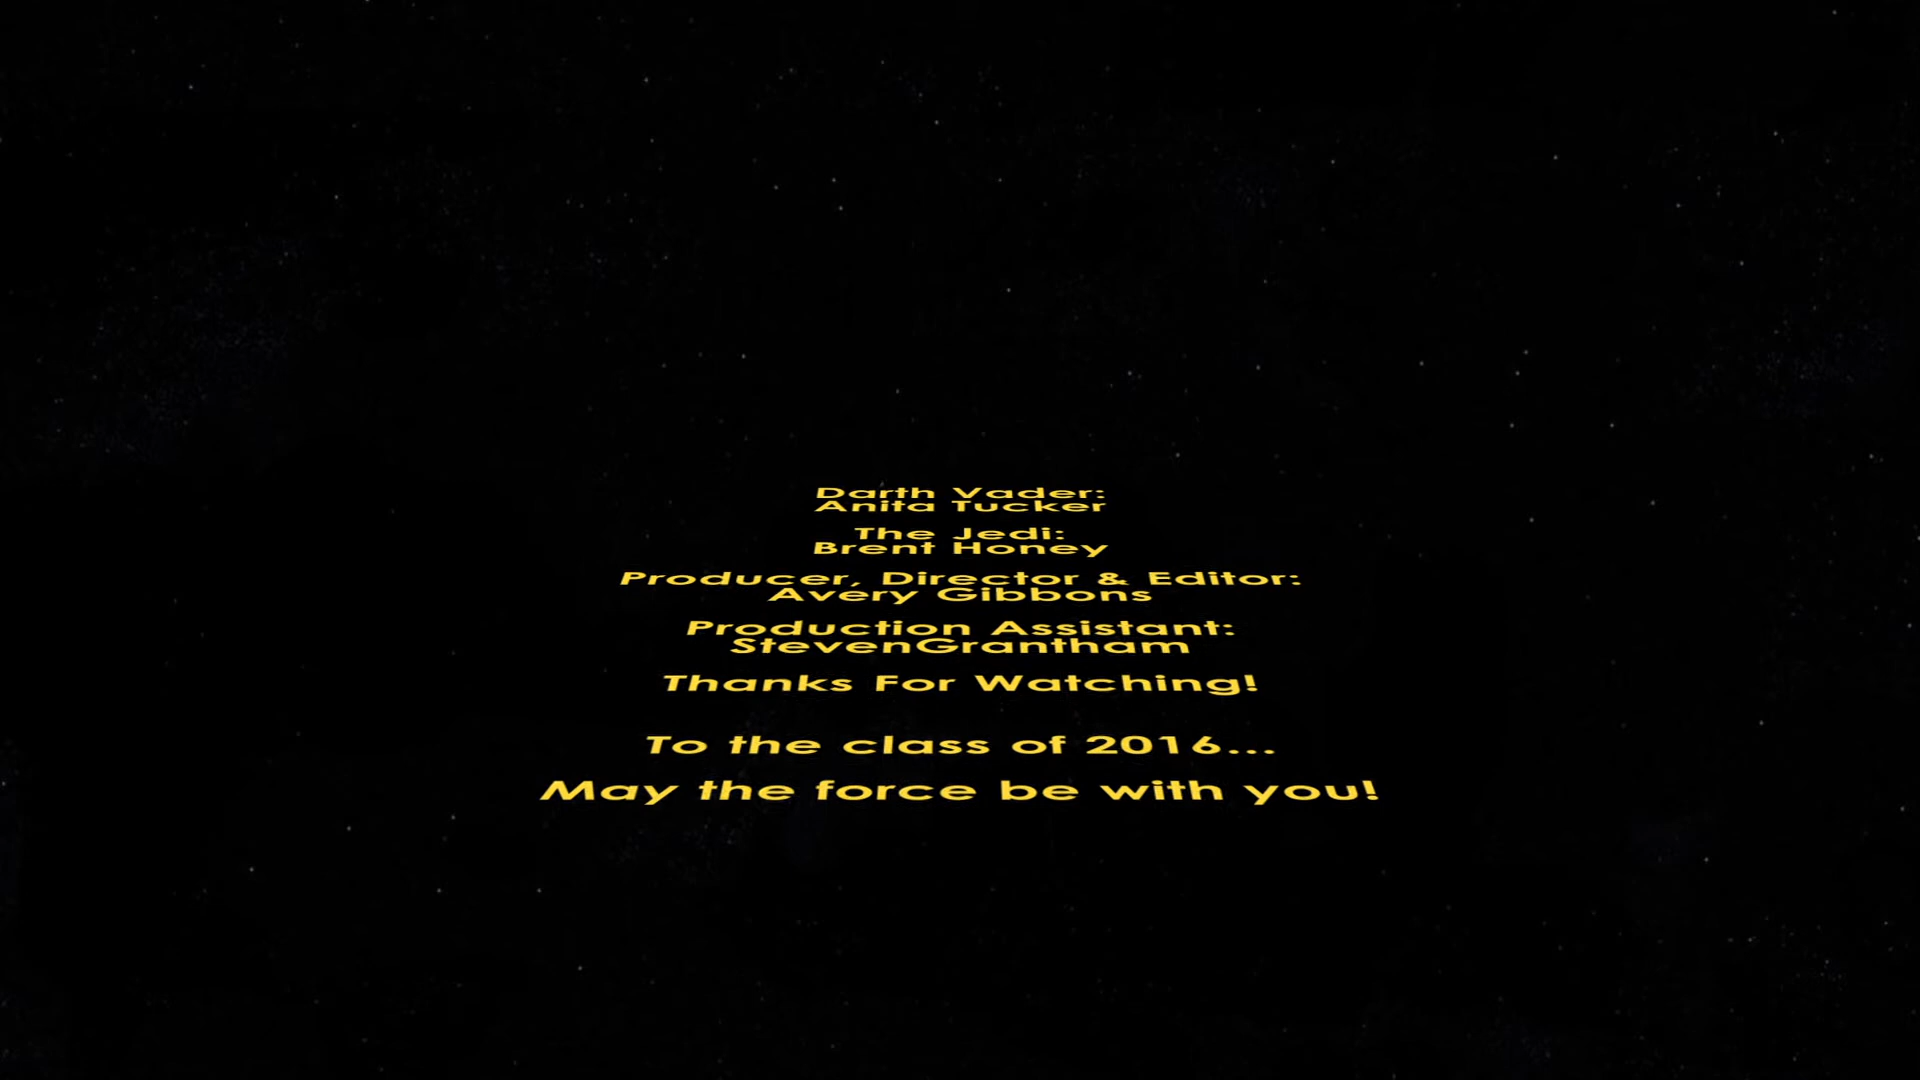 Darth Vader:
Anita Tucker
The Jedi:
Brent Honey
Producer, Director & Editor:
Avery Gibbons
Production Assistant:
StevenGrantham
Thanks For Watching!
To the class of 2016...
May the force be with you!